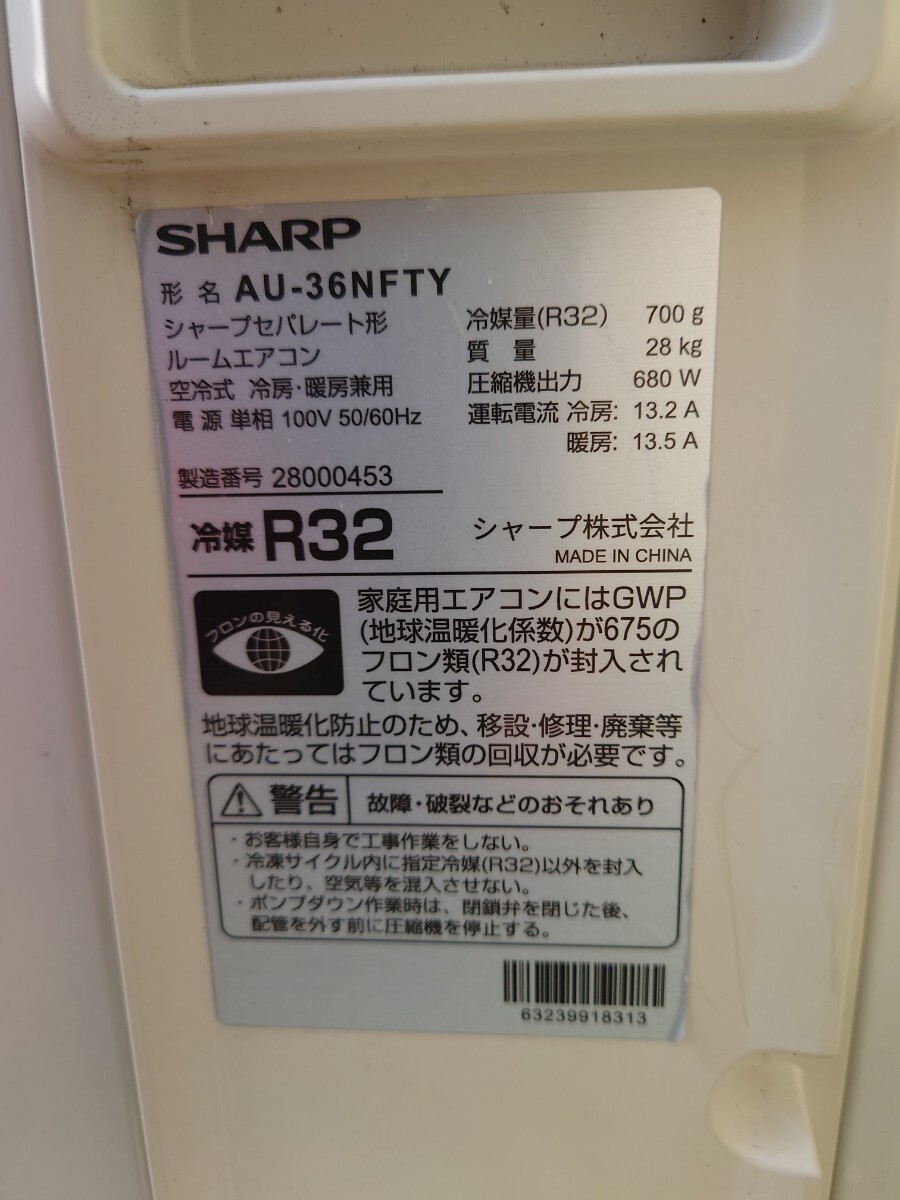 SHARP
形名 AU-36NFTY
シャープセパレート形
ルームエアコン
空冷式 冷房・暖房兼用
電源 単相 100V 50/60Hz
冷媒量(R32) 700 g
質量 28 kg
圧縮機出力 680 W
運転電流 冷房: 13.2 A
暖房: 13.5 A
製造番号 28000453
冷媒 R32
シャープ株式会社
MADE IN CHINA
フロンの見える化
家庭用エアコンにはGWP
(地球温暖化係数)が675の
フロン類(R32)が封入され
ています。
地球温暖化防止のため、移設・修理・廃棄等
にあたってはフロン類の回収が必要です。
警告 故障・破裂などのおそれあり
・お客様自身で工事作業をしない。
・冷凍サイクル内に指定冷媒(R32)以外を封入
したり、空気等を混入させない。
・ポンプダウン作業時は、閉鎖弁を閉じた後、
配管を外す前に圧縮機を停止する。
63239918313